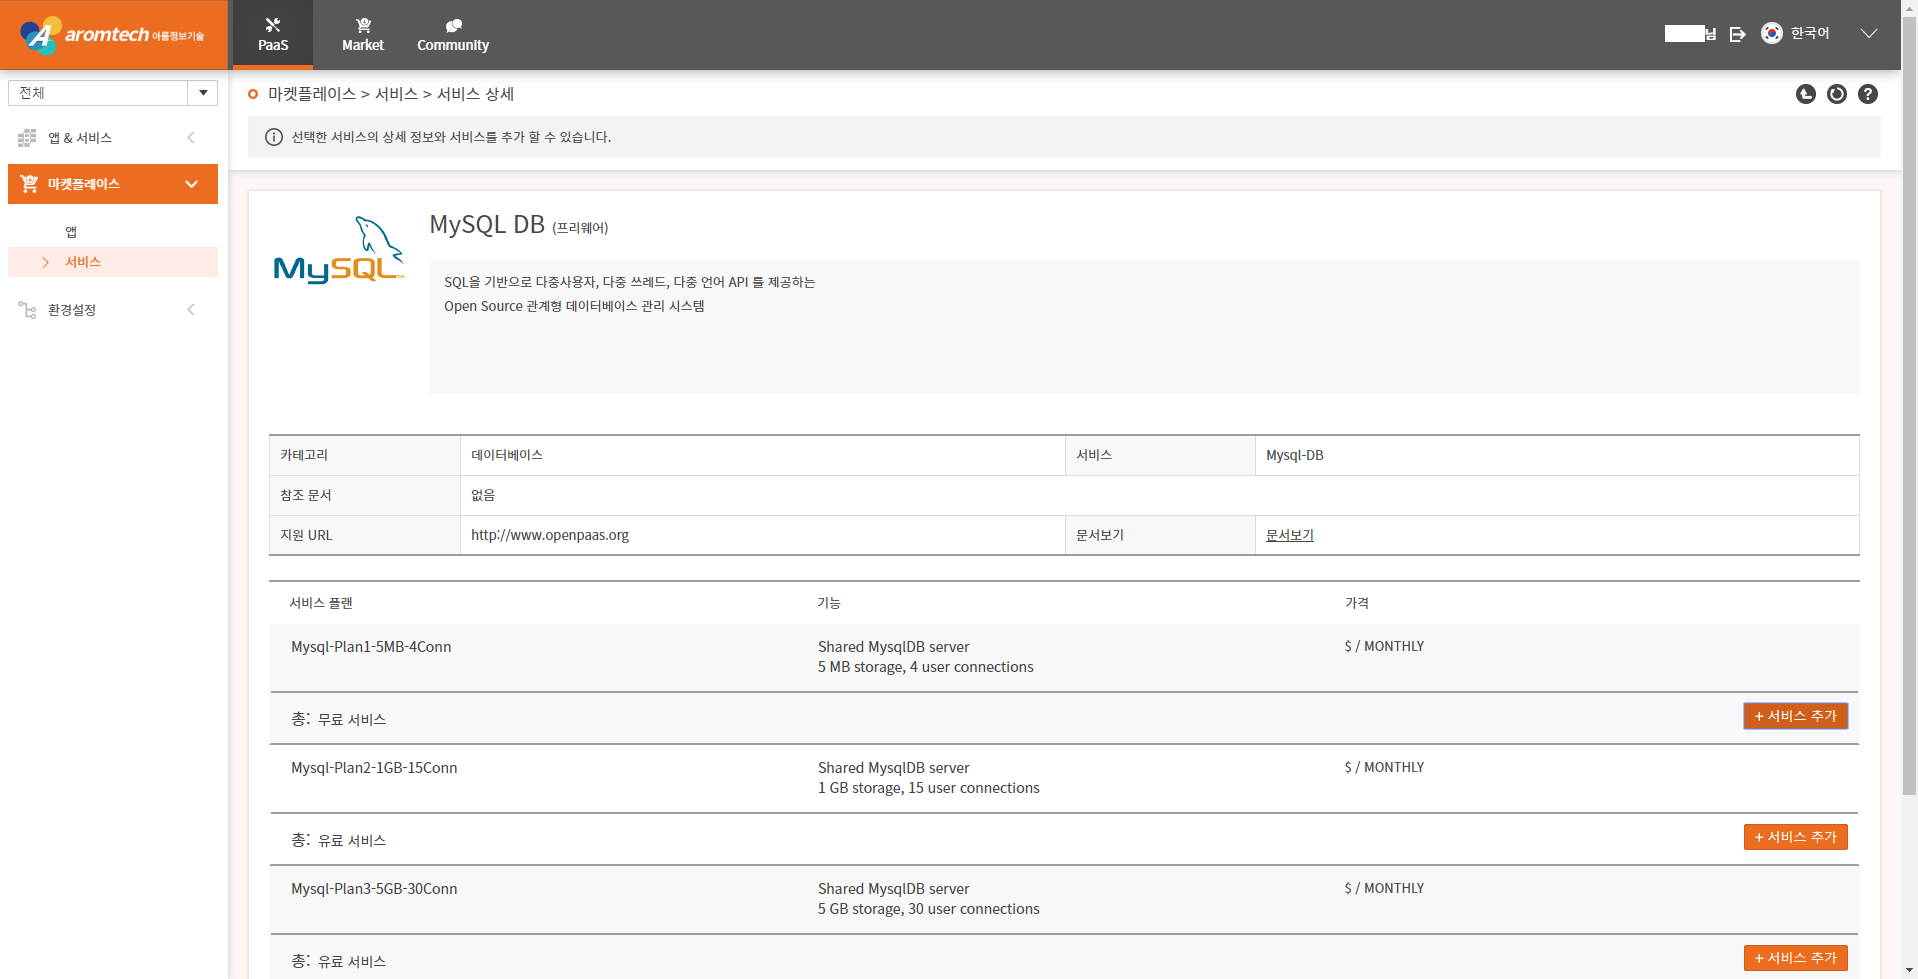 aromtech 아롬정보기술
PaaS
Market
Community
님
한국어
전체
앱 & 서비스
마켓플레이스
앱
서비스
환경설정
마켓플레이스 > 서비스 > 서비스 상세
선택한 서비스의 상세 정보와 서비스를 추가 할 수 있습니다.
MySQL™
MySQL DB (프리웨어)
SQL을 기반으로 다중사용자, 다중 쓰레드, 다중 언어 API 를 제공하는
Open Source 관계형 데이터베이스 관리 시스템
카테고리 데이터베이스 서비스 Mysql-DB
참조 문서 없음
지원 URL http://www.openpaas.org 문서보기 문서보기
서비스 플랜 기능 가격
Mysql-Plan1-5MB-4Conn Shared MysqlDB server $ / MONTHLY
5 MB storage, 4 user connections
총: 무료 서비스 + 서비스 추가
Mysql-Plan2-1GB-15Conn Shared MysqlDB server $ / MONTHLY
1 GB storage, 15 user connections
총: 유료 서비스 + 서비스 추가
Mysql-Plan3-5GB-30Conn Shared MysqlDB server $ / MONTHLY
5 GB storage, 30 user connections
총: 유료 서비스 + 서비스 추가